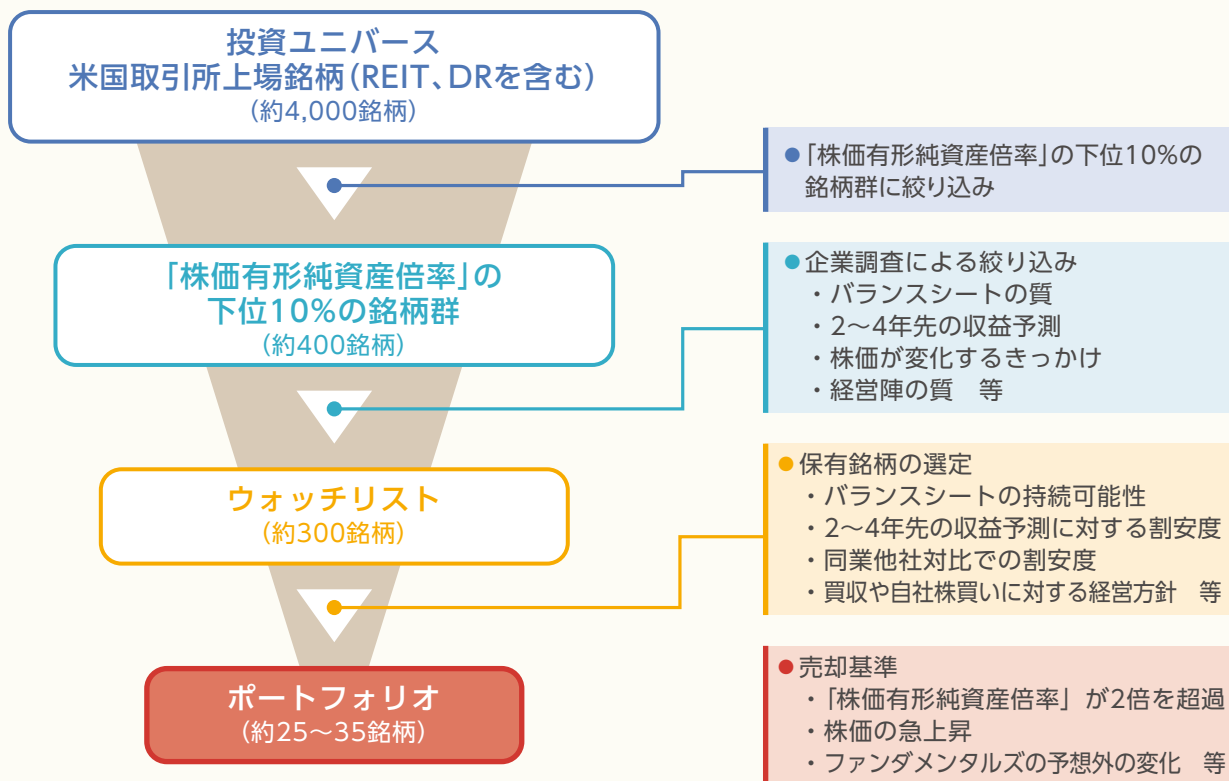 投資ユニバース
米国取引所上場銘柄(REIT、DRを含む)
(約4,000銘柄)
●「株価有形純資産倍率」の下位10%の
銘柄群に絞り込み
「株価有形純資産倍率」の
下位10%の銘柄群
(約400銘柄)
●企業調査による絞り込み
・バランスシートの質
・2〜4年先の収益予測
・株価が変化するきっかけ
・経営陣の質　等
ウォッチリスト
(約300銘柄)
●保有銘柄の選定
・バランスシートの持続可能性
・2〜4年先の収益予測に対する割安度
・同業他社対比での割安度
・買収や自社株買いに対する経営方針　等
ポートフォリオ
(約25〜35銘柄)
●売却基準
・「株価有形純資産倍率」が2倍を超過
・株価の急上昇
・ファンダメンタルズの予想外の変化　等